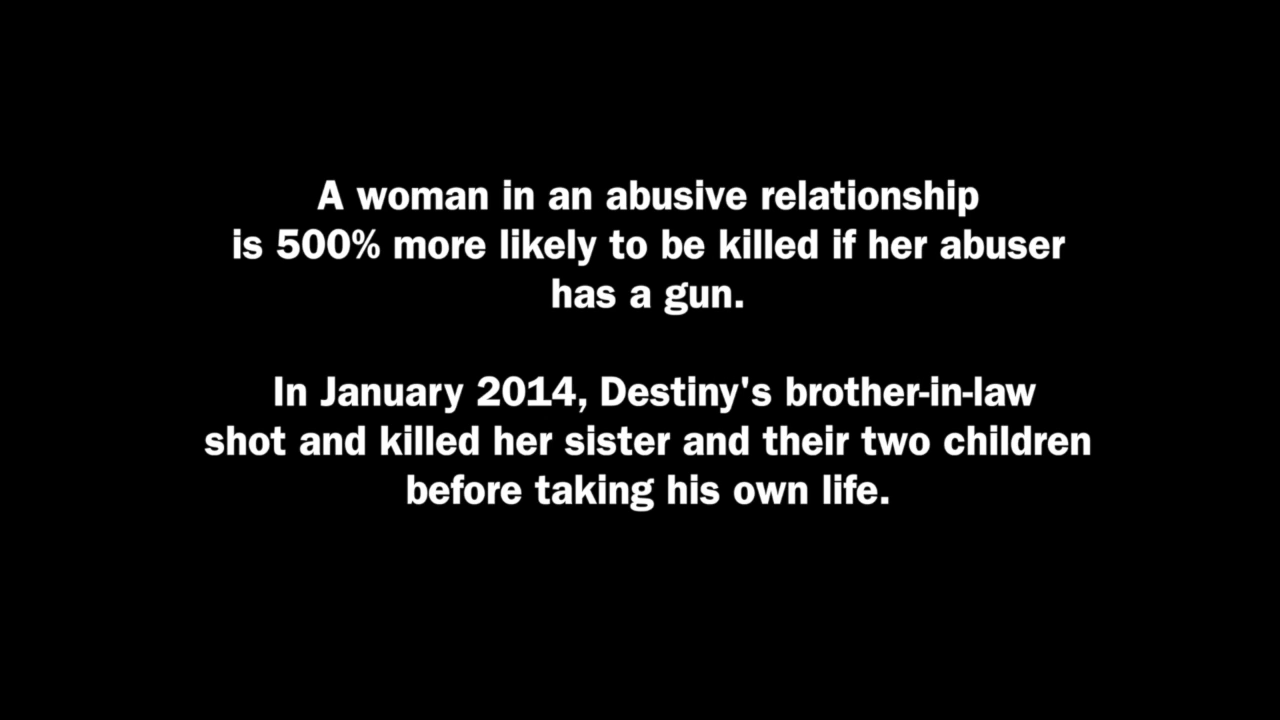 A woman in an abusive relationship
is 500% more likely to be killed if her abuser
has a gun.
In January 2014, Destiny's brother-in-law
shot and killed her sister and their two children
before taking his own life.